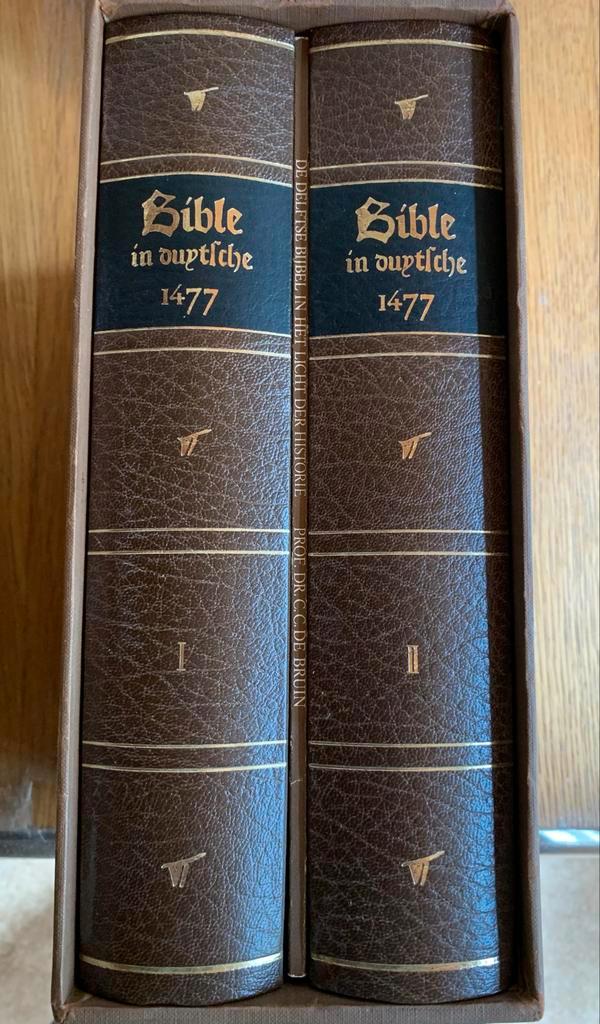 Bible
in duytsche
1477
I
DE DELFTSE BIJBEL IN HET LICHT DER HISTORIE PROF. DR. C.C. DE BRUIN
Bible
in duytsche
1477
II